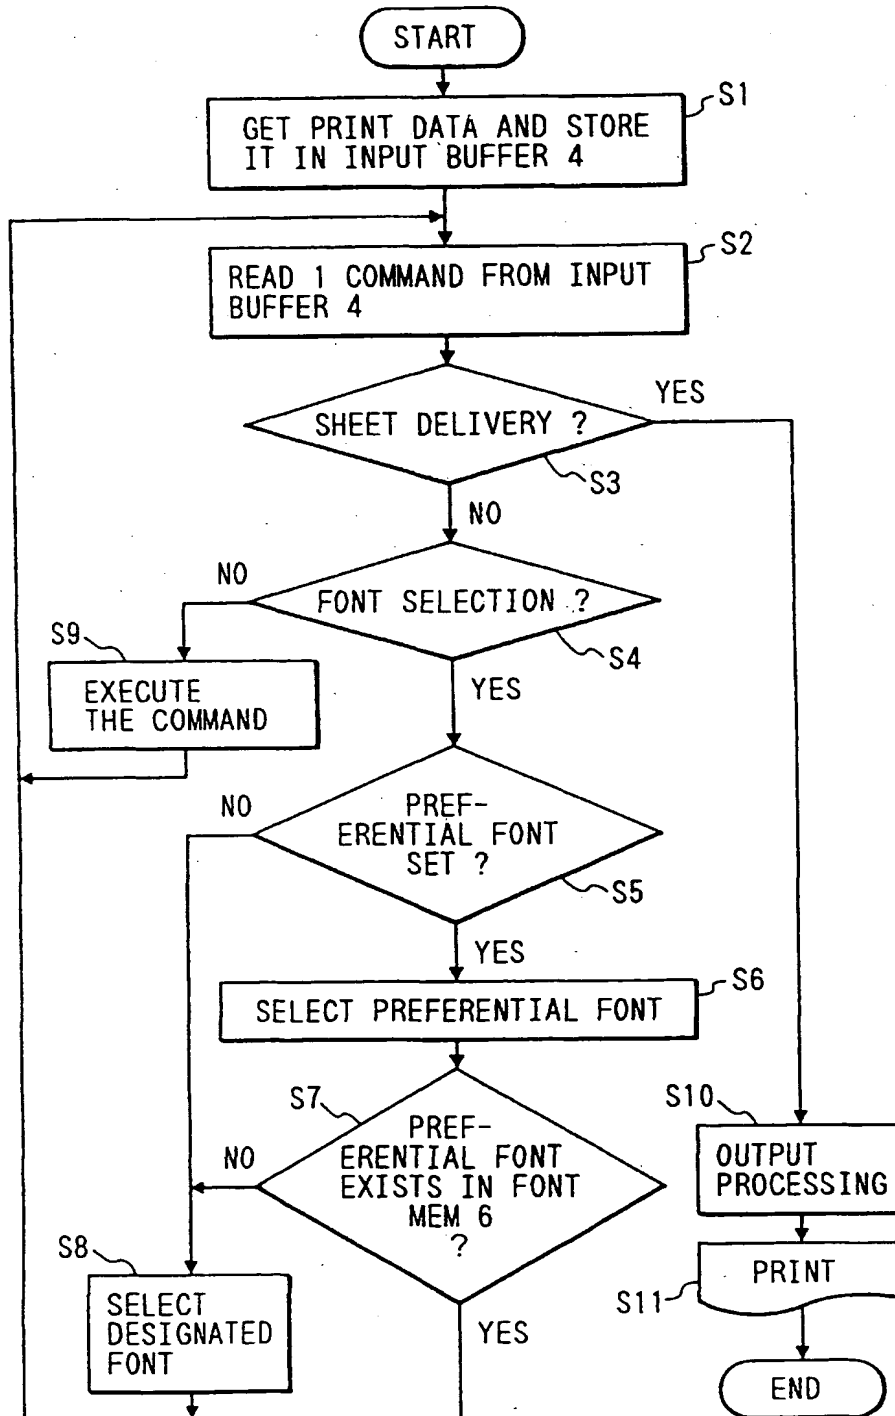 START
S1
GET PRINT DATA AND STORE
IT IN INPUT BUFFER 4
S2
READ 1 COMMAND FROM INPUT
BUFFER 4
YES
SHEET DELIVERY ?
S3
NO
NO
FONT SELECTION ?
S9
S4
EXECUTE
THE COMMAND
YES
NO
PREF-
ERENTIAL FONT
SET ?
S5
YES
S6
SELECT PREFERENTIAL FONT
S7
S10
PREF-
ERENTIAL FONT
EXISTS IN FONT
MEM 6
?
NO
OUTPUT
PROCESSING
S8
PRINT
S11
SELECT
DESIGNATED
FONT
YES
END